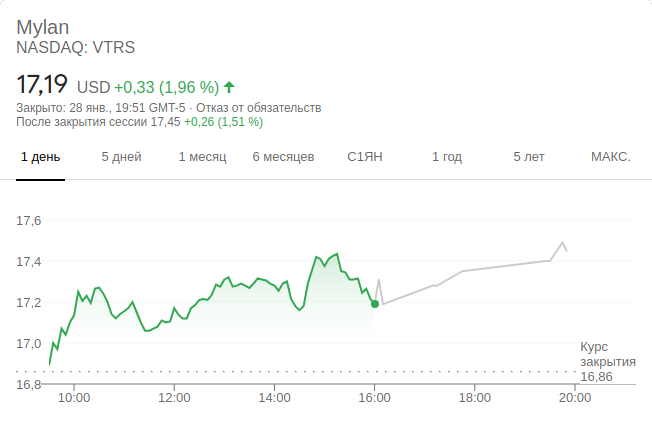 Mylan
NASDAQ: VTRS
17,19 USD +0,33 (1,96 %)
Закрыто: 28 янв., 19:51 GMT-5 · Отказ от обязательств
После закрытия сессии 17,45 +0,26 (1,51 %)
1 день 5 дней 1 месяц 6 месяцев С1ЯН 1 год 5 лет МАКС.
17,6
17,4
17,2
17,0
16,8
Курс
закрытия
16,86
10:00 12:00 14:00 16:00 18:00 20:00